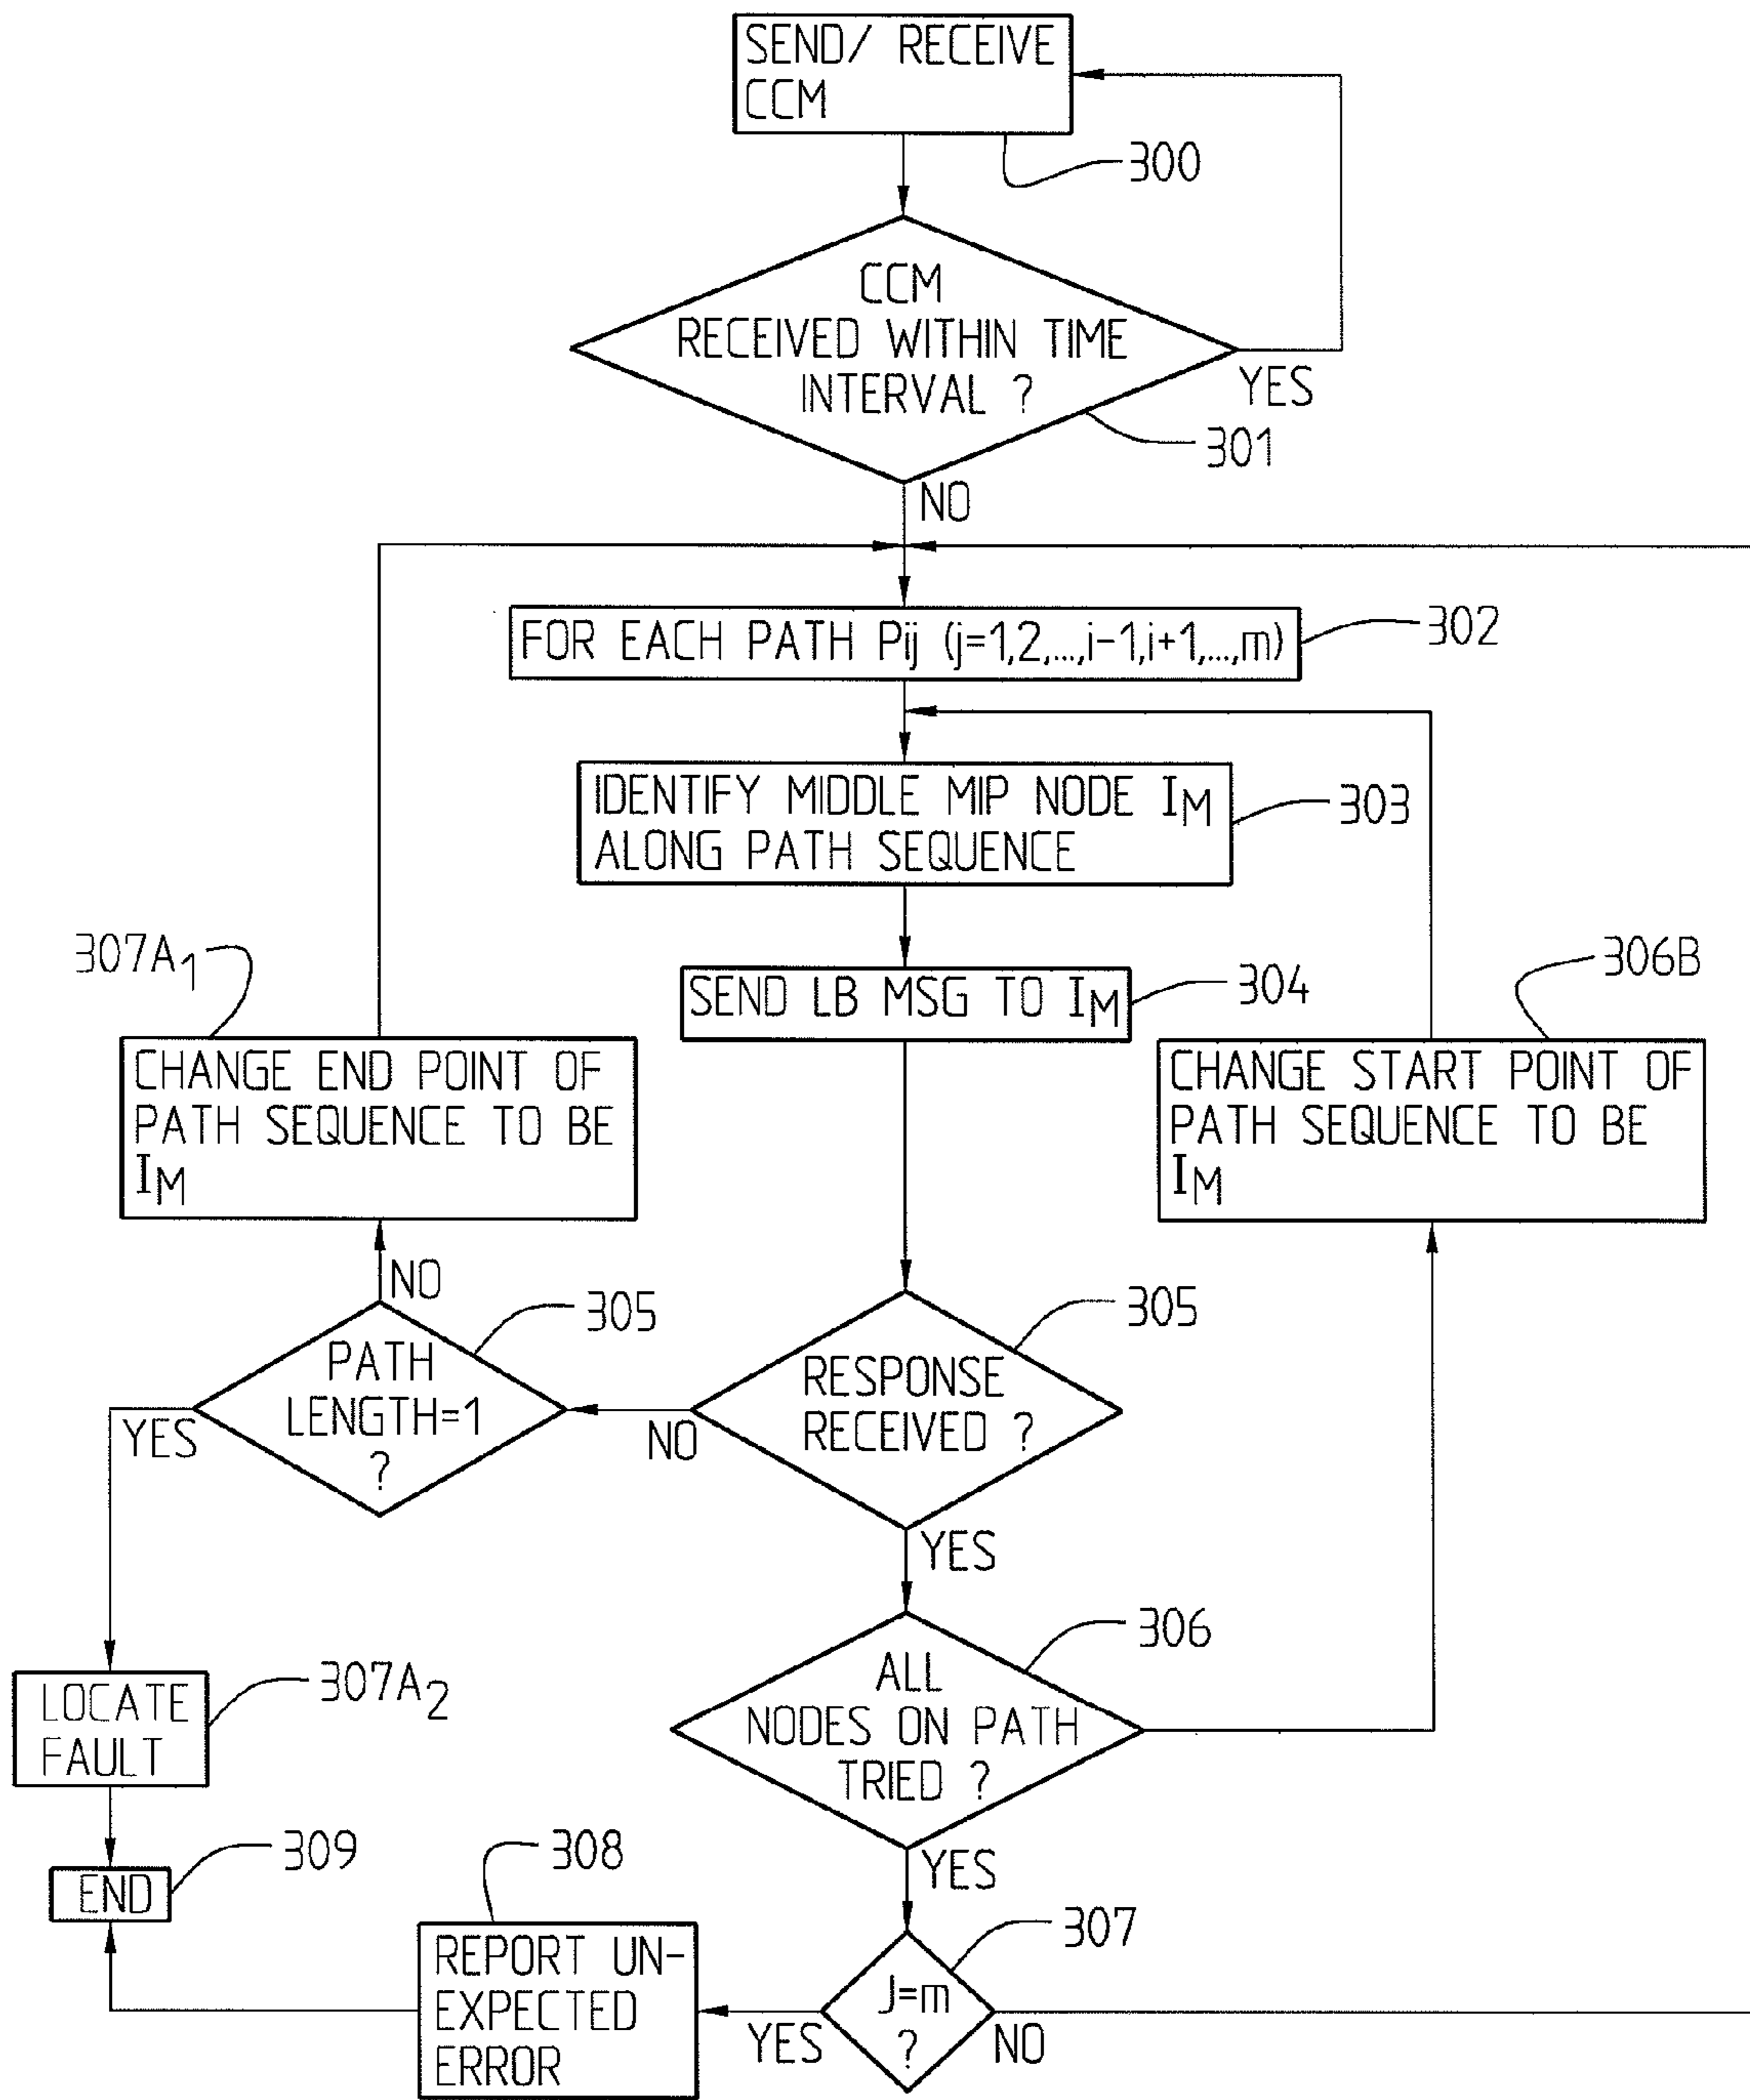 SEND/ RECEIVE
CCM
300
CCM
RECEIVED WITHIN TIME
INTERVAL ?
YES
301
NO
FOR EACH PATH Pij (j=1,2,...,i-1,i+1,...,m)
302
IDENTIFY MIDDLE MIP NODE IM
ALONG PATH SEQUENCE
303
307A1
SEND LB MSG TO IM
304
306B
CHANGE END POINT OF
PATH SEQUENCE TO BE
IM
CHANGE START POINT OF
PATH SEQUENCE TO BE
IM
NO
305
PATH
LENGTH=1
?
YES
305
RESPONSE
RECEIVED ?
NO
YES
306
ALL
NODES ON PATH
TRIED ?
YES
LOCATE
FAULT
307A2
END
309
308
REPORT UN-
EXPECTED
ERROR
307
J=m
?
YES
NO